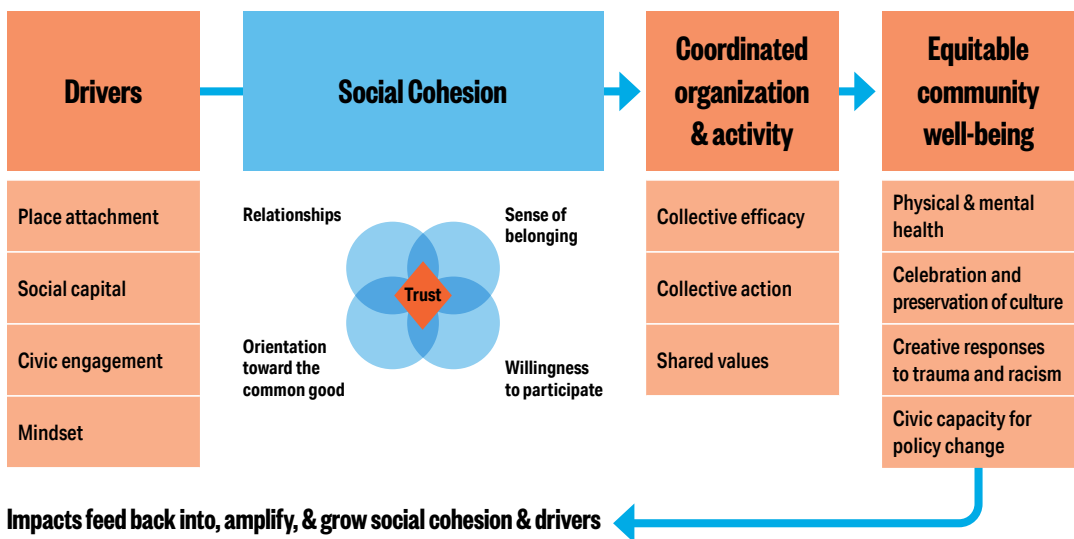 Drivers
Social Cohesion
Coordinated
organization
& activity
Equitable
community
well-being
Place attachment
Social capital
Civic engagement
Mindset
Relationships
Sense of
belonging
Trust
Orientation
toward the
common good
Willingness
to participate
Collective efficacy
Collective action
Shared values
Physical & mental
health
Celebration and
preservation of culture
Creative responses
to trauma and racism
Civic capacity for
policy change
Impacts feed back into, amplify, & grow social cohesion & drivers